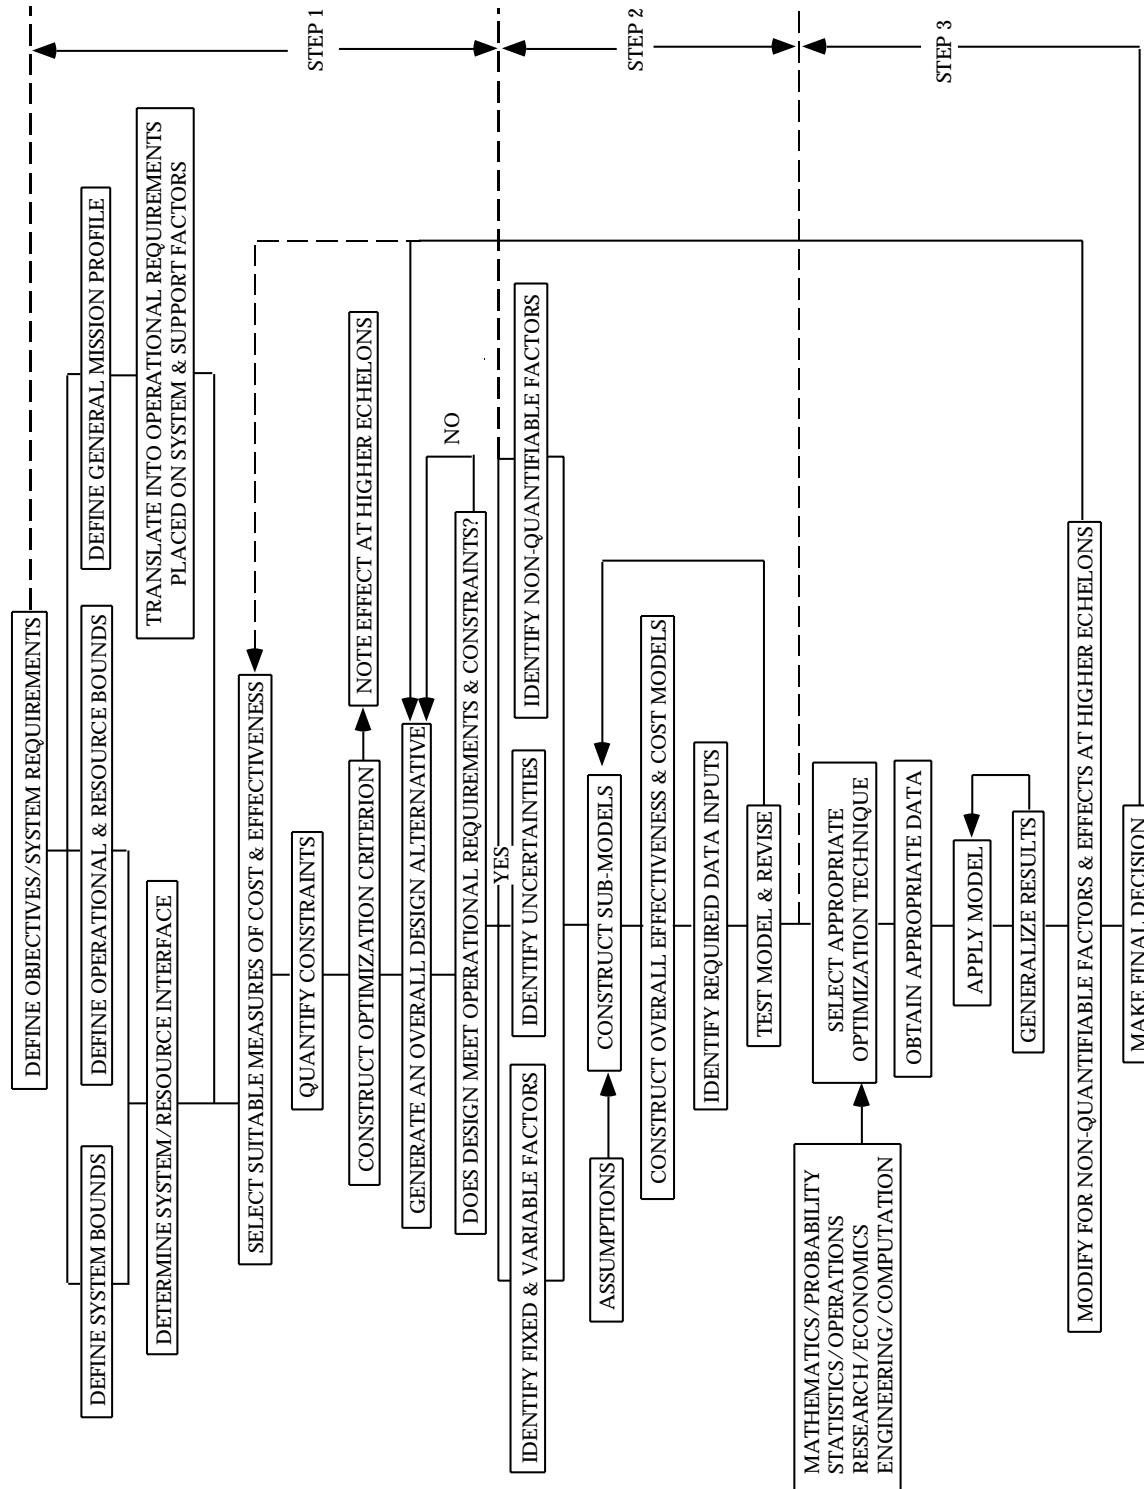 DEFINE OBJECTIVES/SYSTEM REQUIREMENTS
DEFINE SYSTEM BOUNDS
DEFINE OPERATIONAL & RESOURCE BOUNDS
DEFINE GENERAL MISSION PROFILE
DETERMINE SYSTEM/RESOURCE INTERFACE
TRANSLATE INTO OPERATIONAL REQUIREMENTS
PLACED ON SYSTEM & SUPPORT FACTORS
SELECT SUITABLE MEASURES OF COST & EFFECTIVENESS
QUANTIFY CONSTRAINTS
STEP 1
CONSTRUCT OPTIMIZATION CRITERION
NOTE EFFECT AT HIGHER ECHELONS
GENERATE AN OVERALL DESIGN ALTERNATIVE
NO
DOES DESIGN MEET OPERATIONAL REQUIREMENTS & CONSTRAINTS?
YES
IDENTIFY FIXED & VARIABLE FACTORS
IDENTIFY UNCERTAINTIES
IDENTIFY NON-QUANTIFIABLE FACTORS
ASSUMPTIONS
CONSTRUCT SUB-MODELS
STEP 2
CONSTRUCT OVERALL EFFECTIVENESS & COST MODELS
IDENTIFY REQUIRED DATA INPUTS
TEST MODEL & REVISE
MATHEMATICS/PROBABILITY
STATISTICS/OPERATIONS
RESEARCH/ECONOMICS
ENGINEERING/COMPUTATION
SELECT APPROPRIATE
OPTIMIZATION TECHNIQUE
OBTAIN APPROPRIATE DATA
STEP 3
APPLY MODEL
GENERALIZE RESULTS
MODIFY FOR NON-QUANTIFIABLE FACTORS & EFFECTS AT HIGHER ECHELONS
MAKE FINAL DECISION